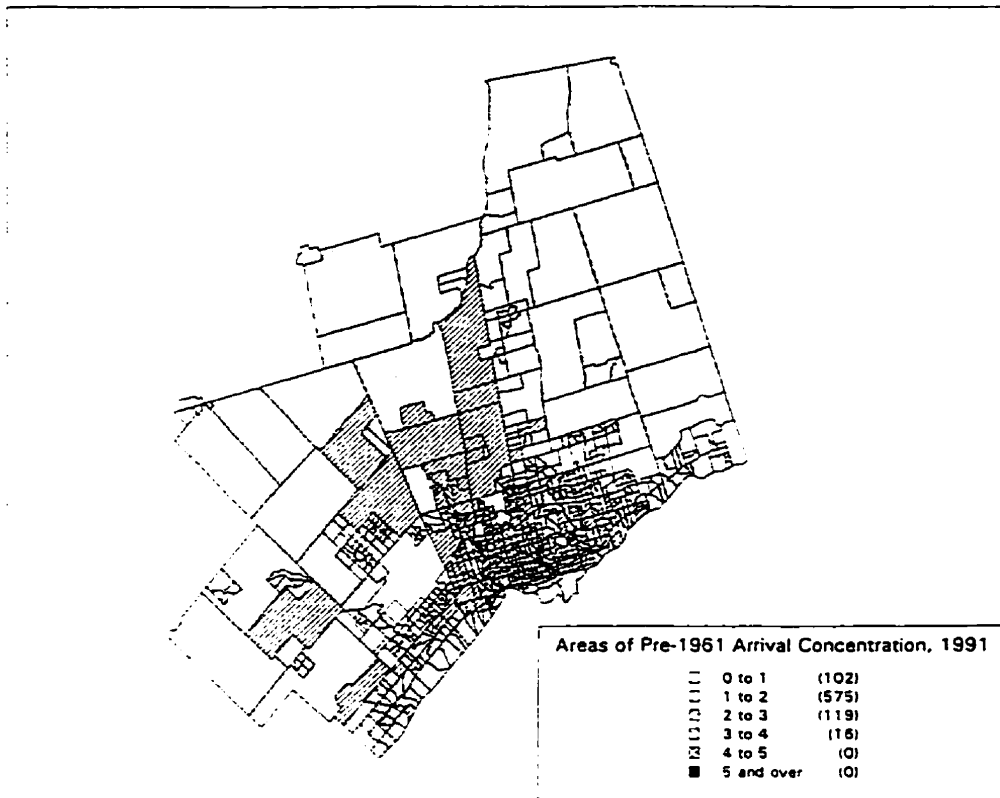 Areas of Pre-1961 Arrival Concentration, 1991
0 to 1 (102)
1 to 2 (575)
2 to 3 (119)
3 to 4 (16)
4 to 5 (0)
5 and over (0)